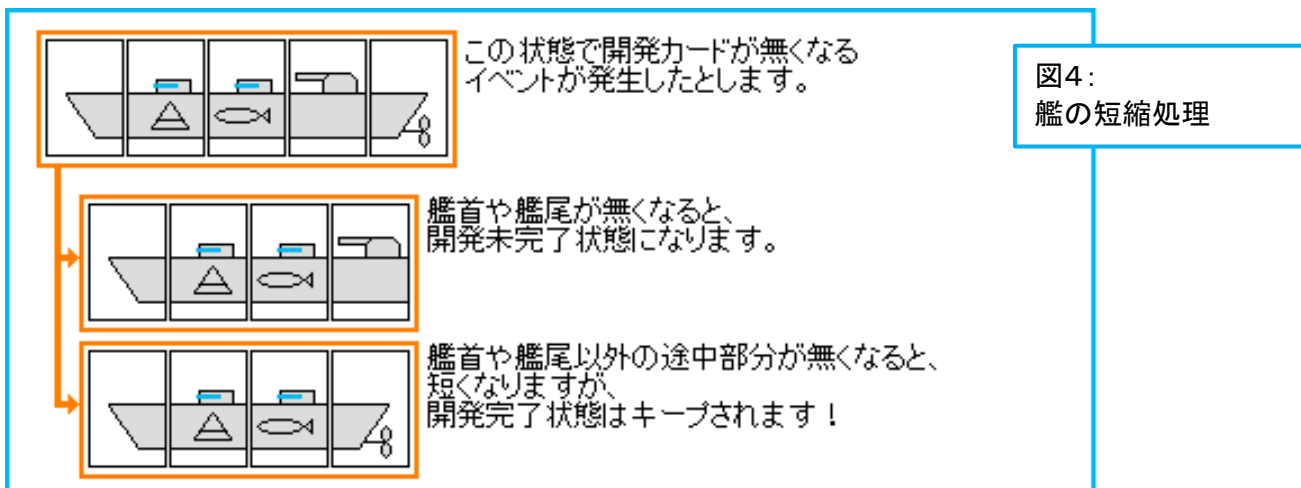 この状態で開発カードが無くなる
イベントが発生したとします。
図4:
艦の短縮処理
艦首や艦尾が無くなると、
開発未完了状態になります。
艦首や艦尾以外の途中部分が無くなると、
短くなりますが、
開発完了状態はキープされます!